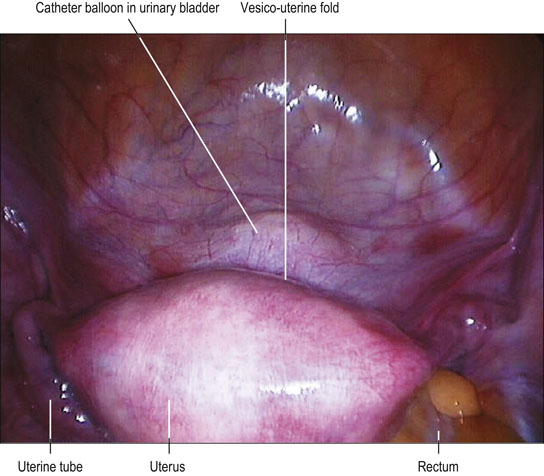 Catheter balloon in urinary bladder
Vesico-uterine fold
Uterine tube
Uterus
Rectum